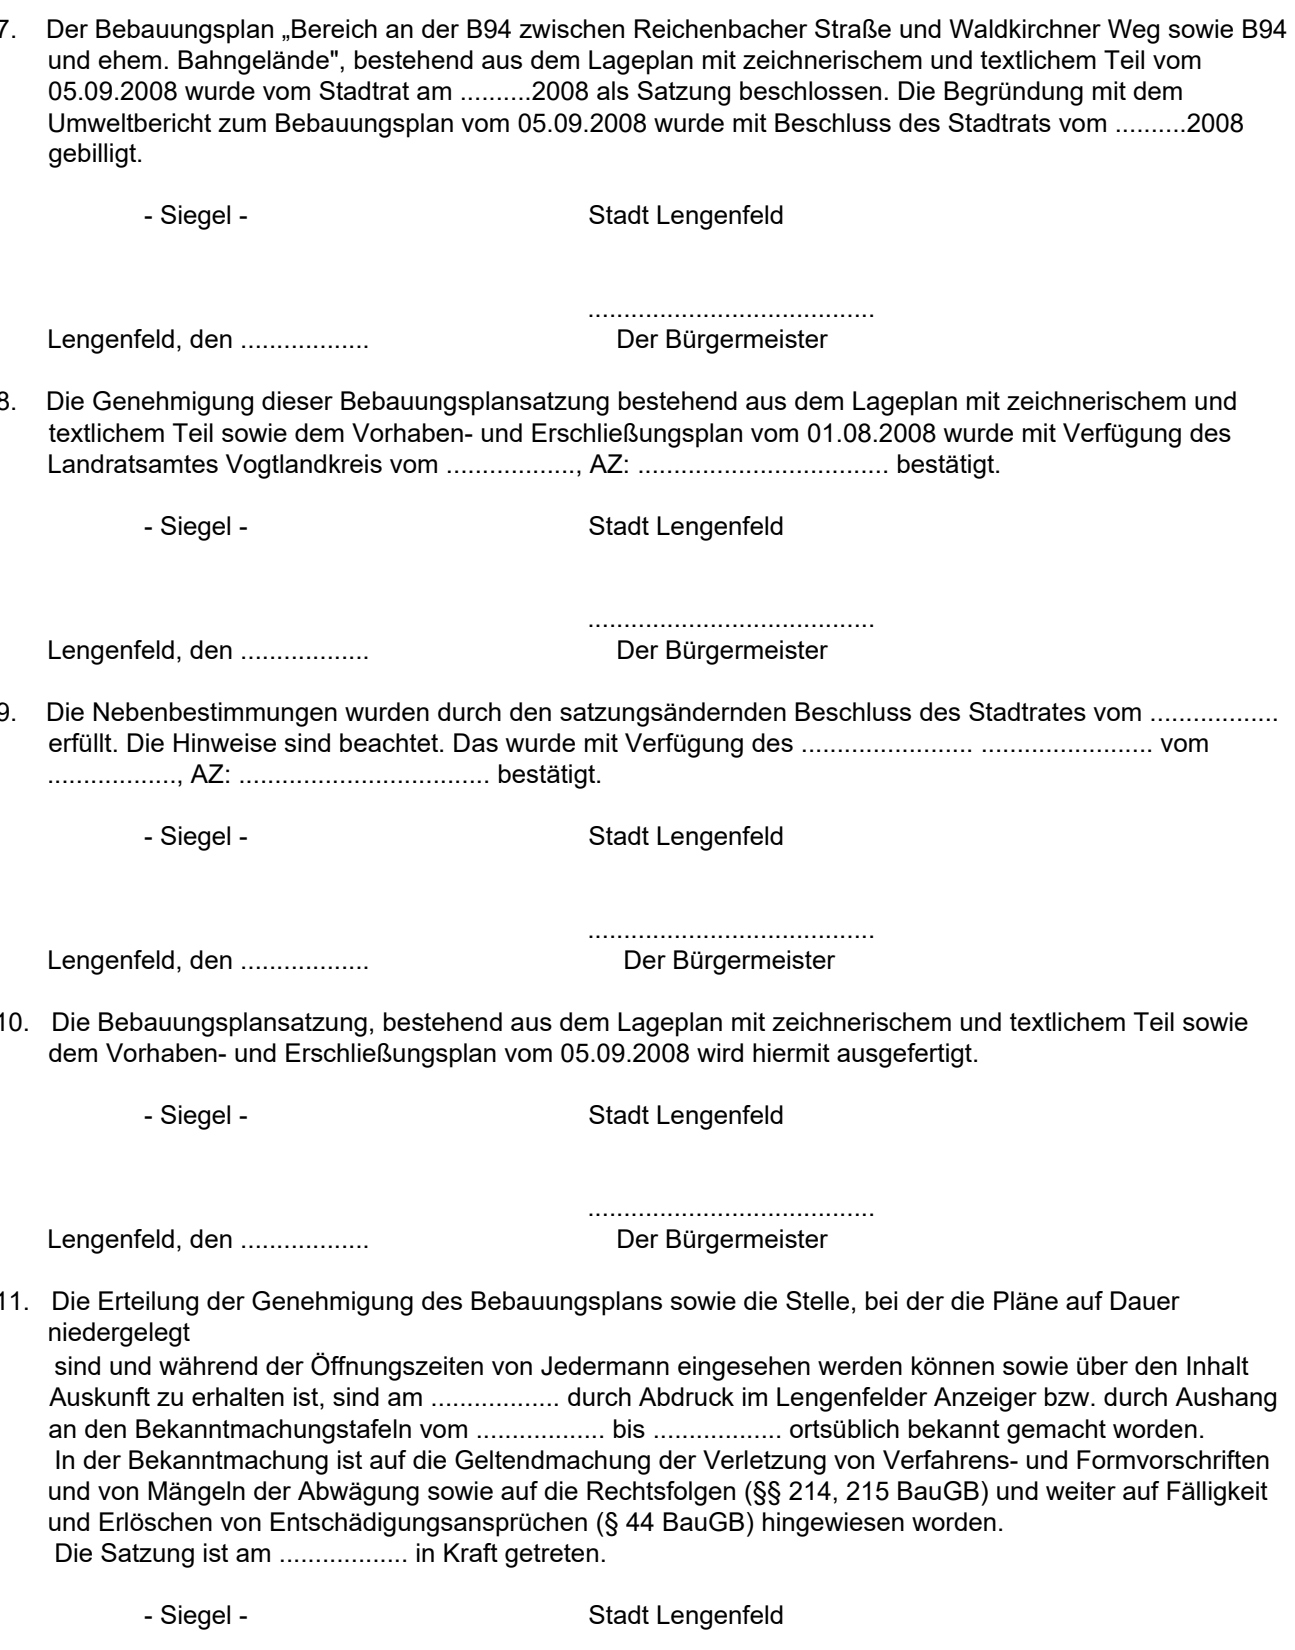 7. Der Bebauungsplan „Bereich an der B94 zwischen Reichenbacher Straße und Waldkirchner Weg sowie B94
und ehem. Bahngelände", bestehend aus dem Lageplan mit zeichnerischem und textlichem Teil vom
05.09.2008 wurde vom Stadtrat am ..........2008 als Satzung beschlossen. Die Begründung mit dem
Umweltbericht zum Bebauungsplan vom 05.09.2008 wurde mit Beschluss des Stadtrats vom ..........2008
gebilligt.
- Siegel - Stadt Lengenfeld
........................................
Lengenfeld, den .................. Der Bürgermeister
8. Die Genehmigung dieser Bebauungsplansatzung bestehend aus dem Lageplan mit zeichnerischem und
textlichem Teil sowie dem Vorhaben- und Erschließungsplan vom 01.08.2008 wurde mit Verfügung des
Landratsamtes Vogtlandkreis vom .................., AZ: ................................... bestätigt.
- Siegel - Stadt Lengenfeld
........................................
Lengenfeld, den .................. Der Bürgermeister
9. Die Nebenbestimmungen wurden durch den satzungsändernden Beschluss des Stadtrates vom ..................
erfüllt. Die Hinweise sind beachtet. Das wurde mit Verfügung des ........................ ........................ vom
.................., AZ: ................................... bestätigt.
- Siegel - Stadt Lengenfeld
........................................
Lengenfeld, den .................. Der Bürgermeister
10. Die Bebauungsplansatzung, bestehend aus dem Lageplan mit zeichnerischem und textlichem Teil sowie
dem Vorhaben- und Erschließungsplan vom 05.09.2008 wird hiermit ausgefertigt.
- Siegel - Stadt Lengenfeld
........................................
Lengenfeld, den .................. Der Bürgermeister
11. Die Erteilung der Genehmigung des Bebauungsplans sowie die Stelle, bei der die Pläne auf Dauer
niedergelegt
sind und während der Öffnungszeiten von Jedermann eingesehen werden können sowie über den Inhalt
Auskunft zu erhalten ist, sind am .................. durch Abdruck im Lengenfelder Anzeiger bzw. durch Aushang
an den Bekanntmachungstafeln vom .................. bis .................. ortsüblich bekannt gemacht worden.
In der Bekanntmachung ist auf die Geltendmachung der Verletzung von Verfahrens- und Formvorschriften
und von Mängeln der Abwägung sowie auf die Rechtsfolgen (§§ 214, 215 BauGB) und weiter auf Fälligkeit
und Erlöschen von Entschädigungsansprüchen (§ 44 BauGB) hingewiesen worden.
Die Satzung ist am .................. in Kraft getreten.
- Siegel - Stadt Lengenfeld